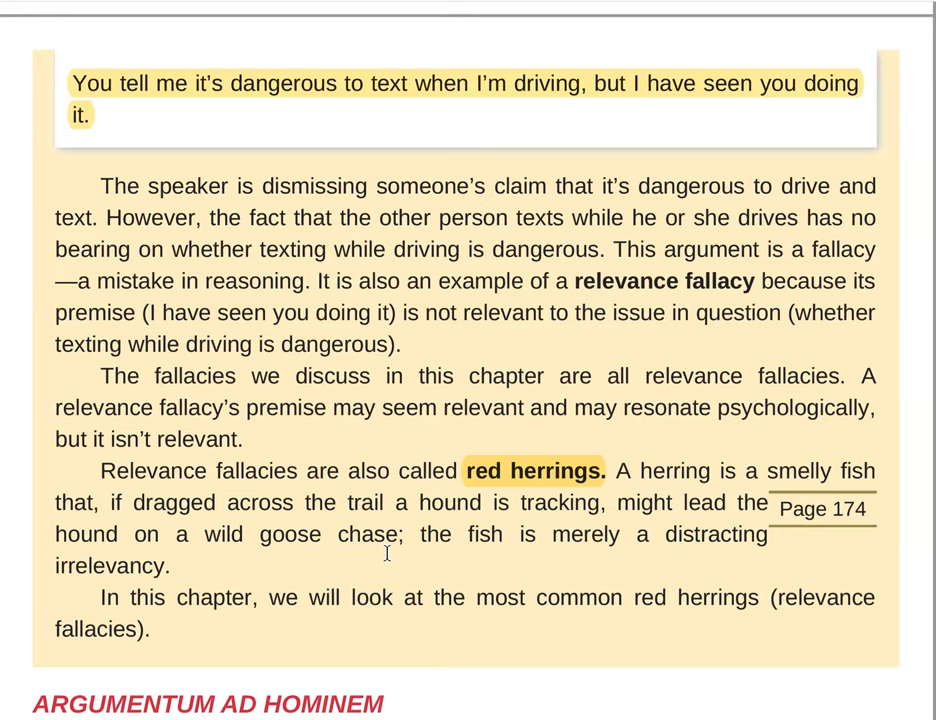 You tell me it’s dangerous to text when I’m driving, but I have seen you doing
it.
The speaker is dismissing someone’s claim that it’s dangerous to drive and
text. However, the fact that the other person texts while he or she drives has no
bearing on whether texting while driving is dangerous. This argument is a fallacy
—a mistake in reasoning. It is also an example of a relevance fallacy because its
premise (I have seen you doing it) is not relevant to the issue in question (whether
texting while driving is dangerous).
The fallacies we discuss in this chapter are all relevance fallacies. A
relevance fallacy’s premise may seem relevant and may resonate psychologically,
but it isn’t relevant.
Relevance fallacies are also called red herrings. A herring is a smelly fish
that, if dragged across the trail a hound is tracking, might lead the
Page 174
hound on a wild goose chase; the fish is merely a distracting
irrelevancy.
In this chapter, we will look at the most common red herrings (relevance
fallacies).
ARGUMENTUM AD HOMINEM